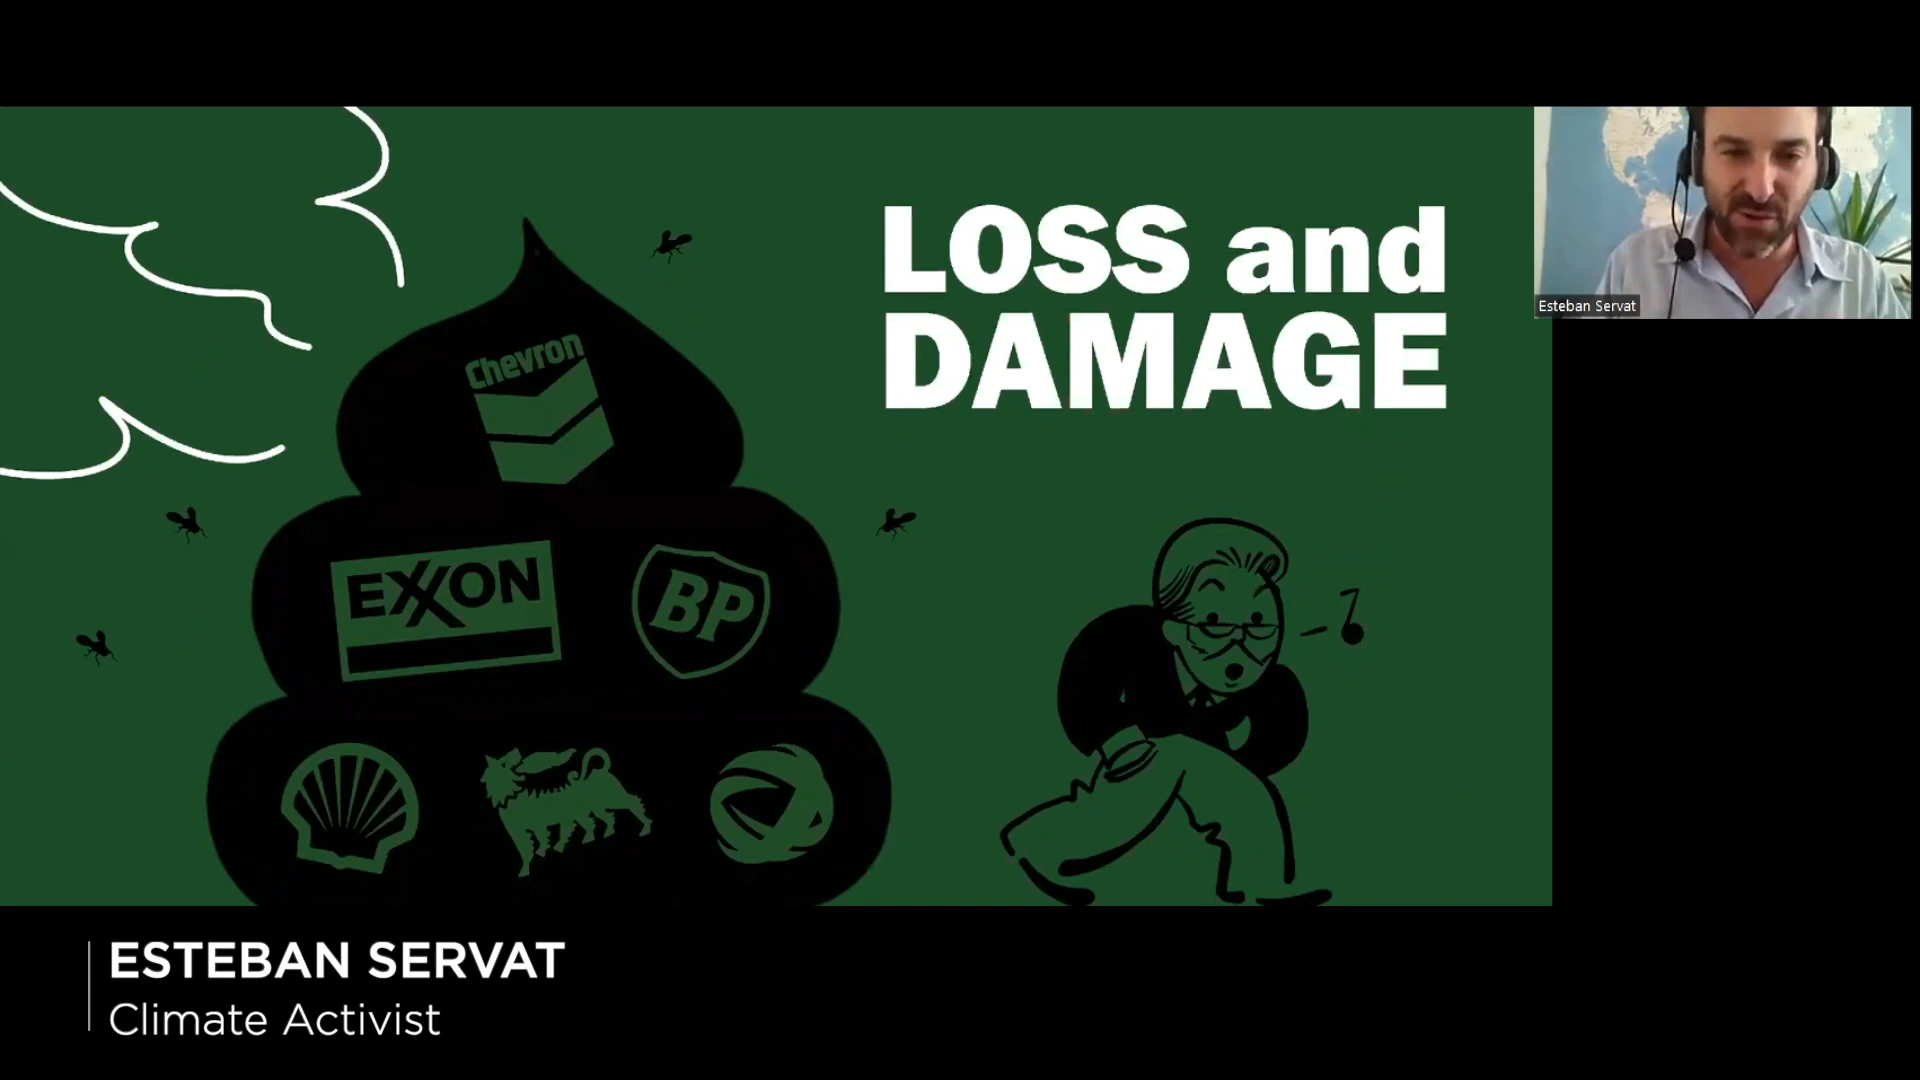 LOSS and
DAMAGE
Chevron
EXXON
BP
Esteban Servat
ESTEBAN SERVAT
Climate Activist